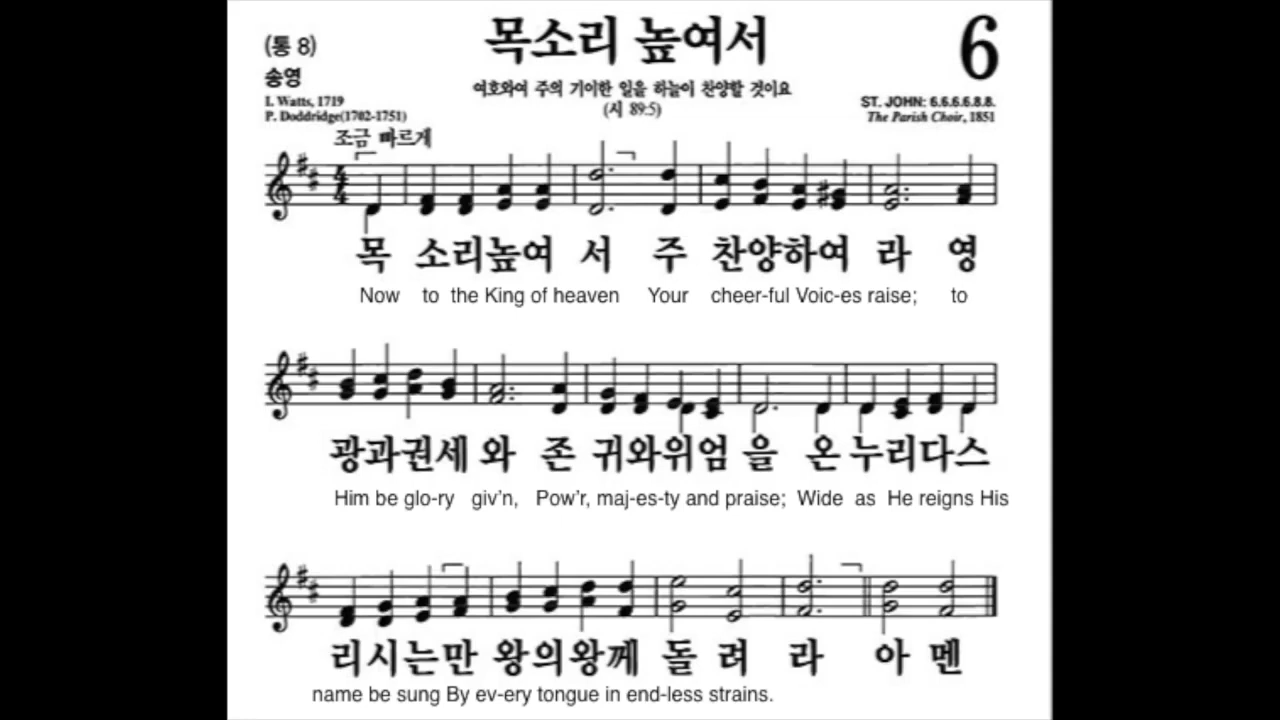 (통 8)
목소리 높여서
6
송영
여호와여 주의 기이한 일을 하늘이 찬양할 것이요
(시 89:5)
I. Watts, 1719
P. Doddridge(1702-1751)
ST. JOHN: 6.6.6.6.8.8.
The Parish Choir, 1851
조금 빠르게
4
4
목 소리높여 서 주 찬양하여 라 영
Now to the King of heaven Your cheer-ful Voic-es raise; to
광과권세 와 존 귀와위엄 을 온 누리다스
Him be glo-ry giv'n, Pow'r, maj-es-ty and praise; Wide as He reigns His
리시는만 왕의왕께 돌 려 라 아 멘
name be sung By ev-ery tongue in end-less strains.